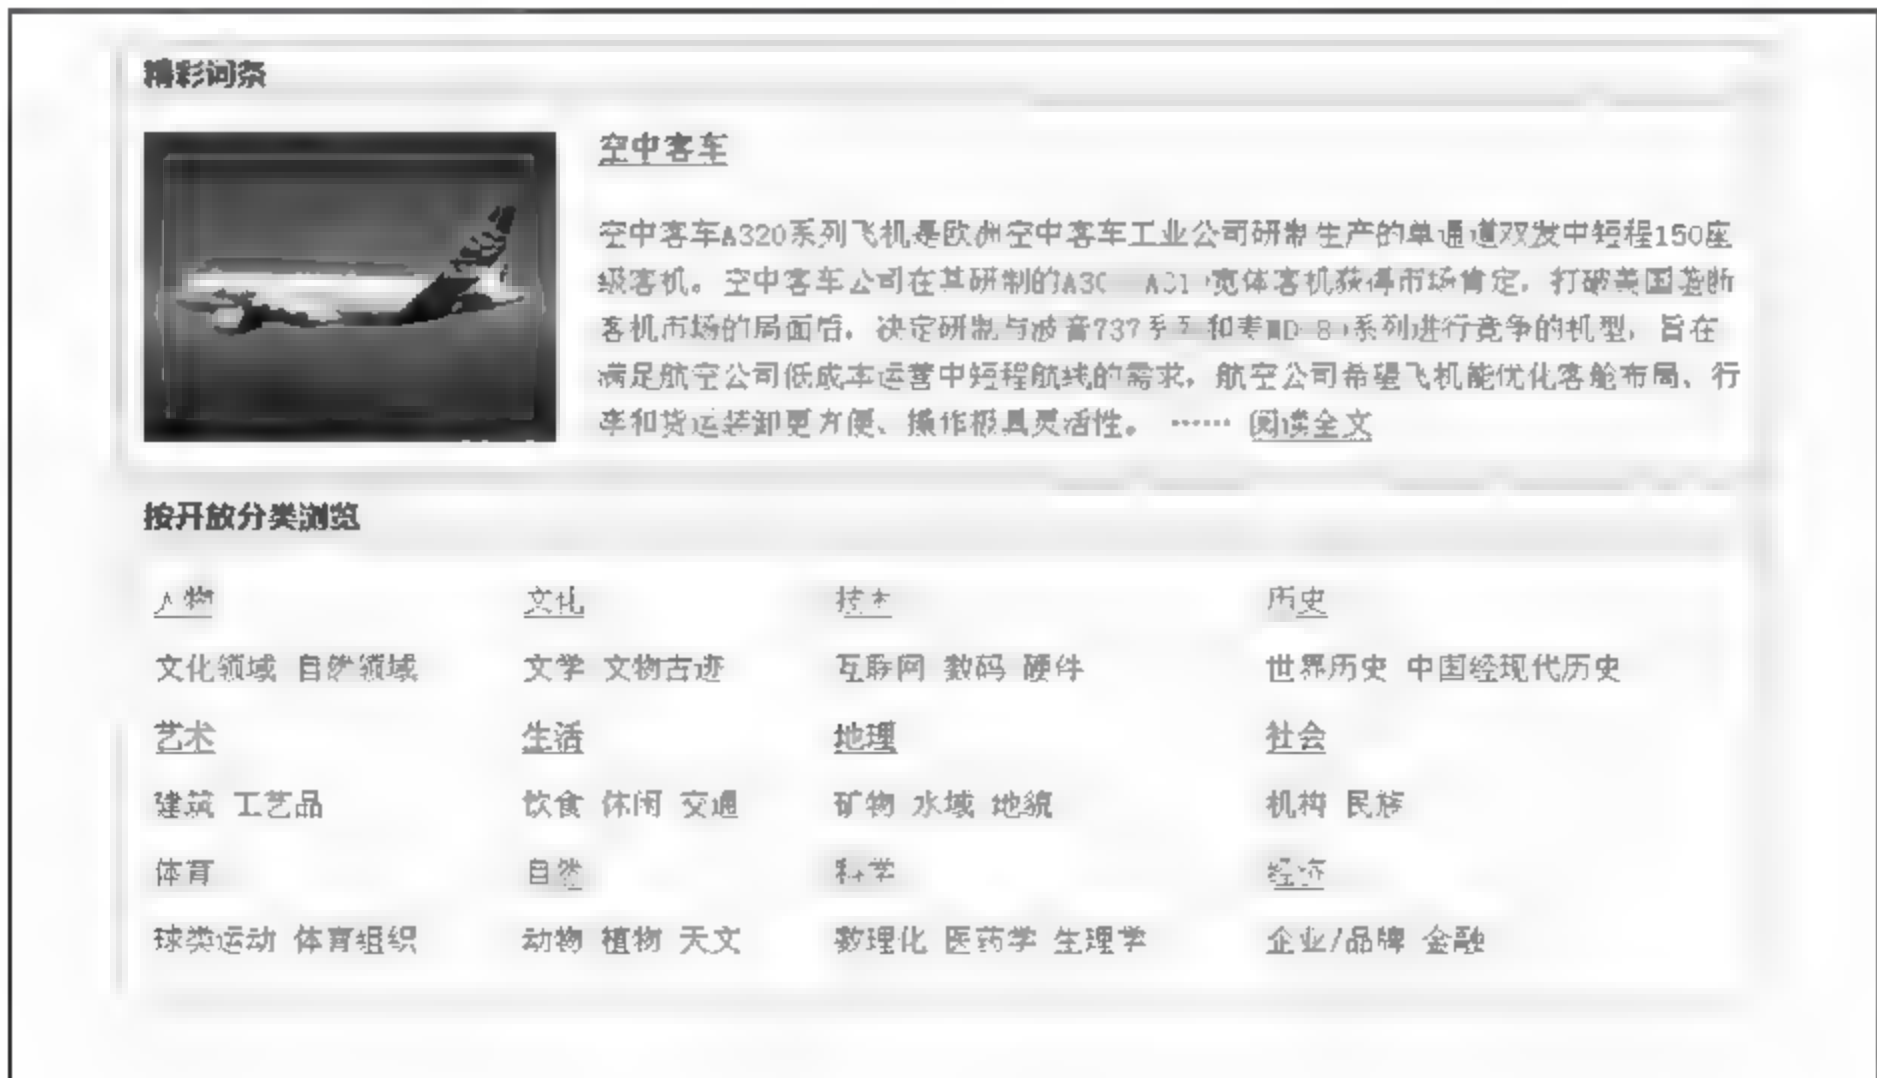 精彩词条
空中客车
空中客车A320系列飞机是欧洲空中客车工业公司研制生产的单通道双发中短程150座
级客机。空中客车公司在其研制的 宽体客机获得市场肯定，打破美国垄断
客机市场的局面后，决定研制与波音737系列和麦 系列进行竞争的机型，旨在
满足航空公司低成本运营中短程航线的需求，航空公司希望飞机能优化客舱布局、行
李和货运装卸更方便、操作极具灵活性。 …… 阅读全文
按开放分类浏览
人物 文化 技术 历史
文化领域 自然领域 文学 文物古迹 互联网 数码 硬件 世界历史 中国经现代历史
艺术 生活 地理 社会
建筑 工艺品 饮食 休闲 交通 矿物 水域 地貌 机构 民族
体育 自然 科学 经济
球类运动 体育组织 动物 植物 天文 数理化 医药学 生理学 企业/品牌 金融